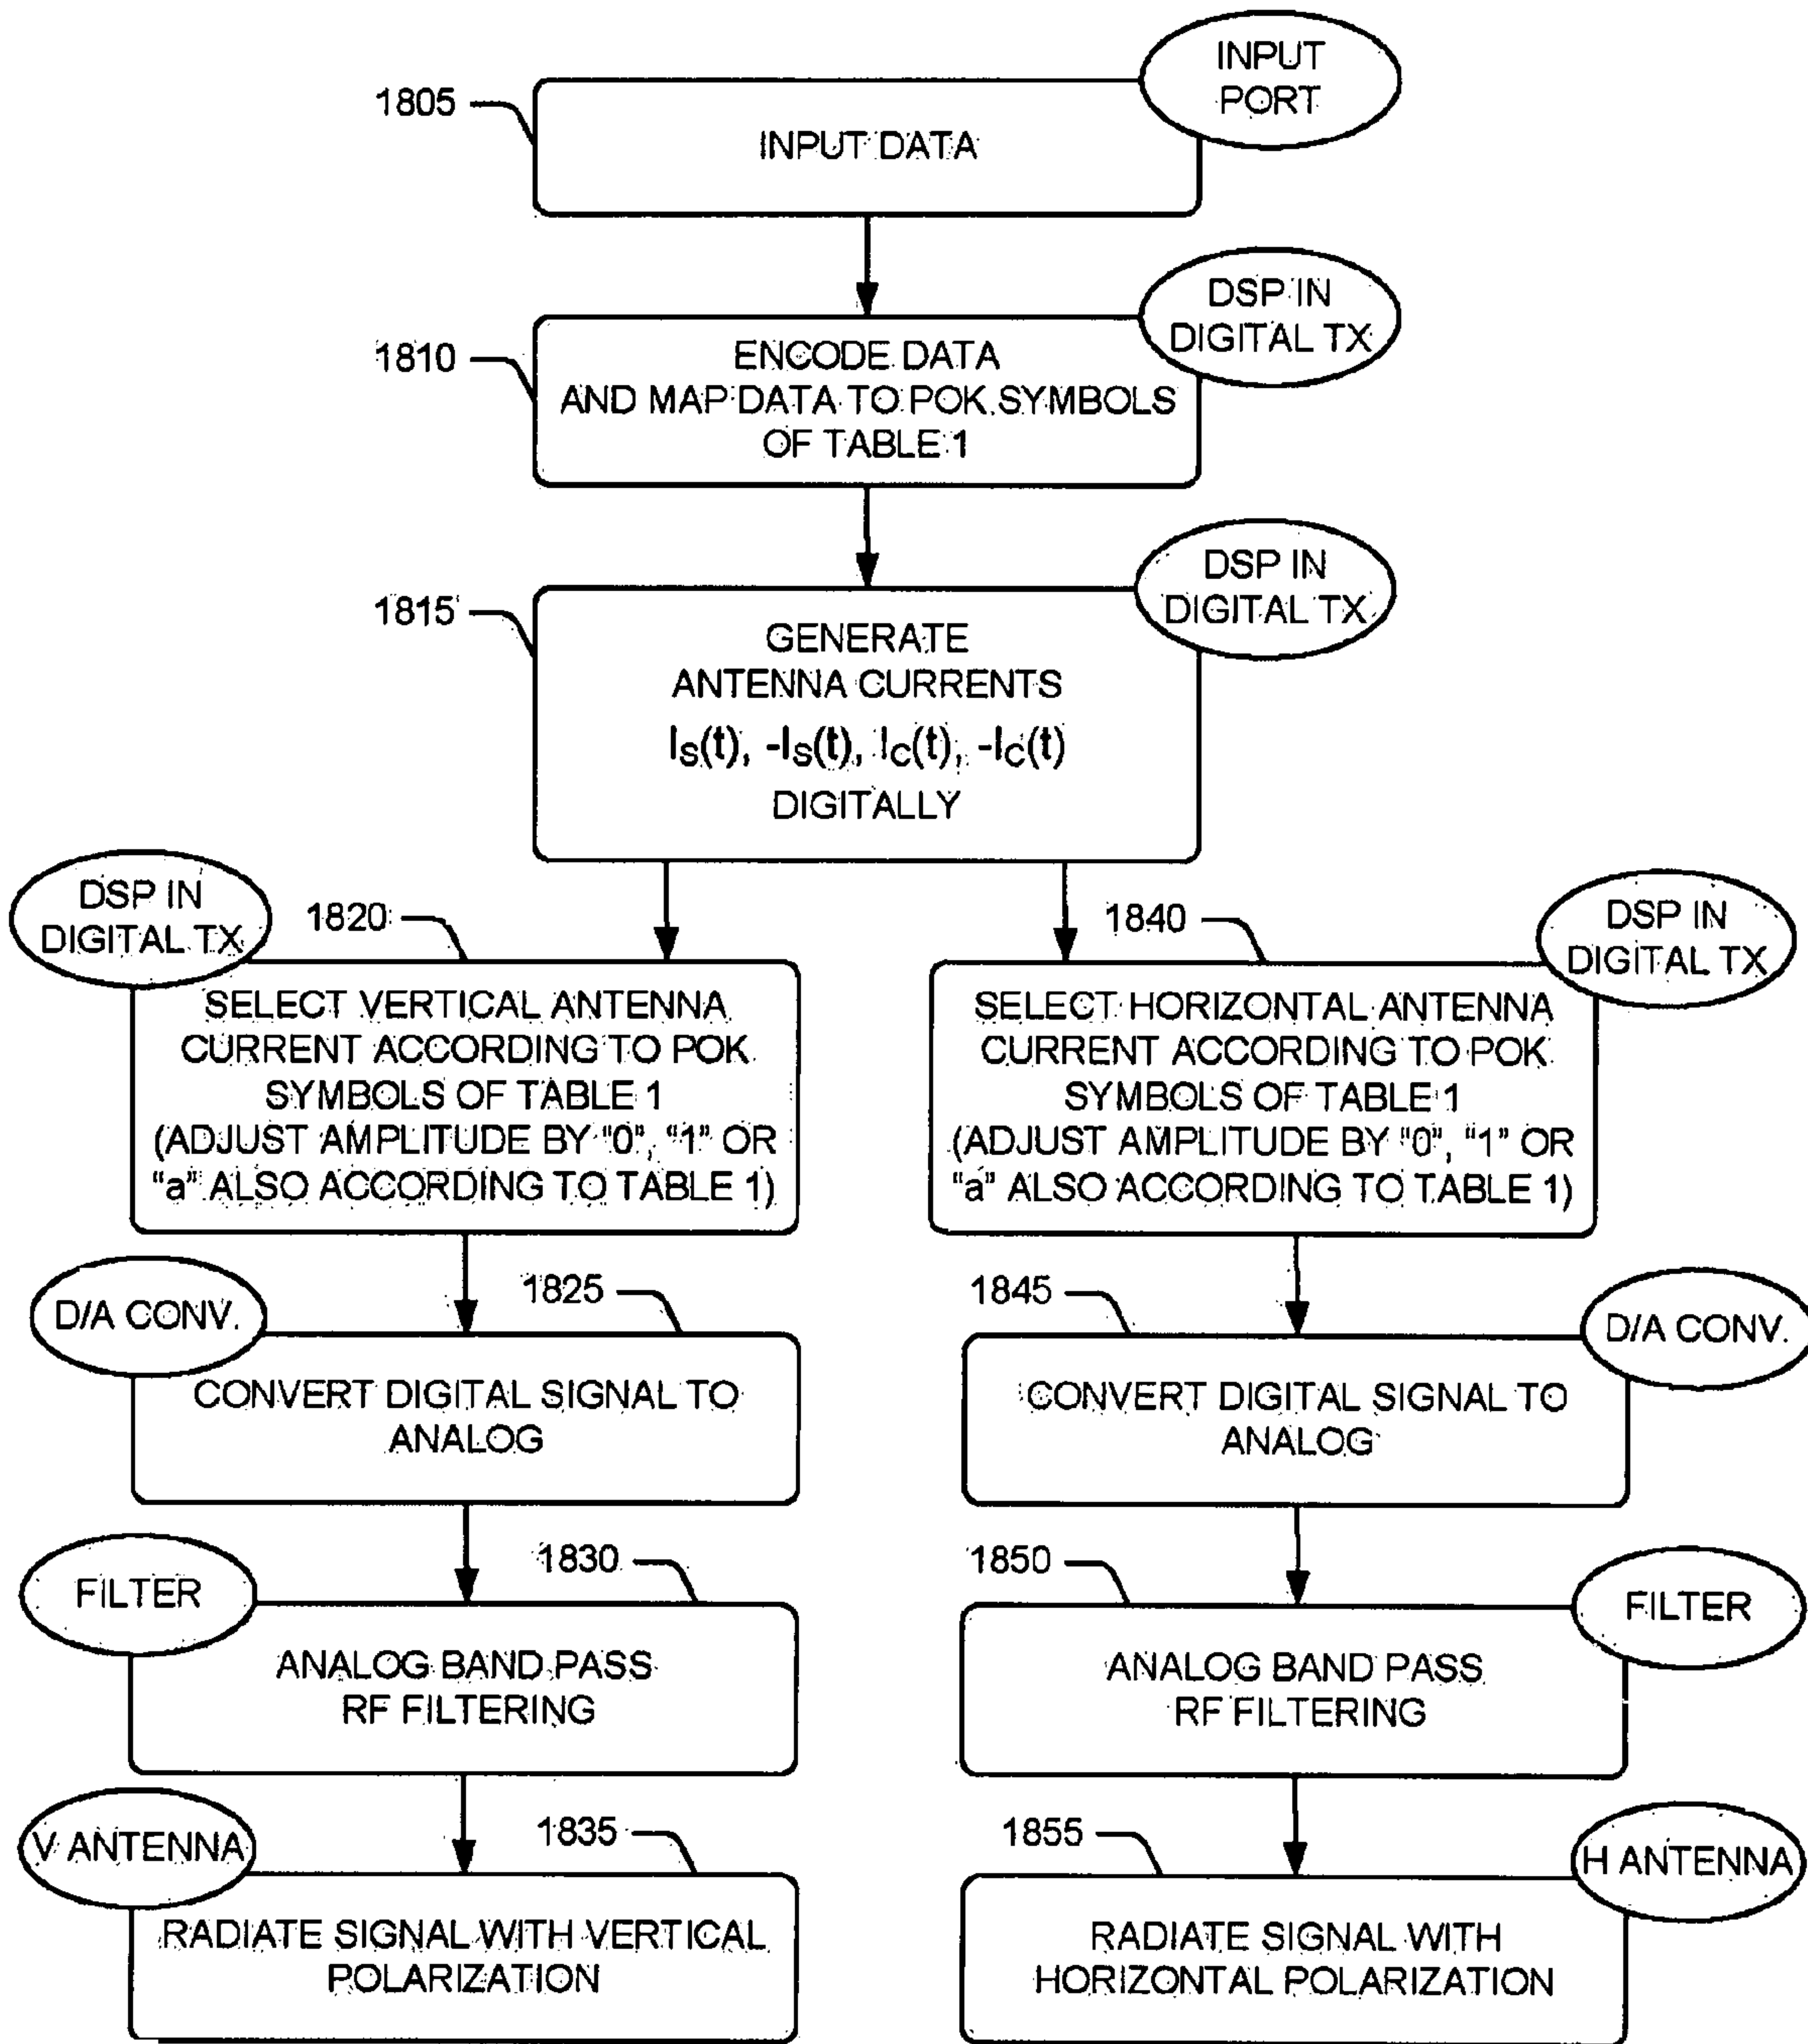 INPUT
PORT
1805
INPUT DATA
DSP IN
DIGITAL TX
1810
ENCODE DATA
AND MAP DATA TO POK SYMBOLS
OF TABLE 1
DSP IN
DIGITAL TX
1815
GENERATE
ANTENNA CURRENTS
IS(t), -IS(t), IC(t), -IC(t)
DIGITALLY
DSP IN
DIGITAL TX
1820
SELECT VERTICAL ANTENNA
CURRENT ACCORDING TO POK
SYMBOLS OF TABLE 1
(ADJUST AMPLITUDE BY "0", "1" OR
"a" ALSO ACCORDING TO TABLE 1)
1840
DSP IN
DIGITAL TX
SELECT HORIZONTAL ANTENNA
CURRENT ACCORDING TO POK
SYMBOLS OF TABLE 1
(ADJUST AMPLITUDE BY "0", "1" OR
"a" ALSO ACCORDING TO TABLE 1)
D/A CONV.
1825
CONVERT DIGITAL SIGNAL TO
ANALOG
1845
D/A CONV.
CONVERT DIGITAL SIGNAL TO
ANALOG
FILTER
1830
ANALOG BAND PASS
RF FILTERING
1850
FILTER
ANALOG BAND PASS
RF FILTERING
V ANTENNA
1835
RADIATE SIGNAL WITH VERTICAL
POLARIZATION
1855
H ANTENNA
RADIATE SIGNAL WITH
HORIZONTAL POLARIZATION